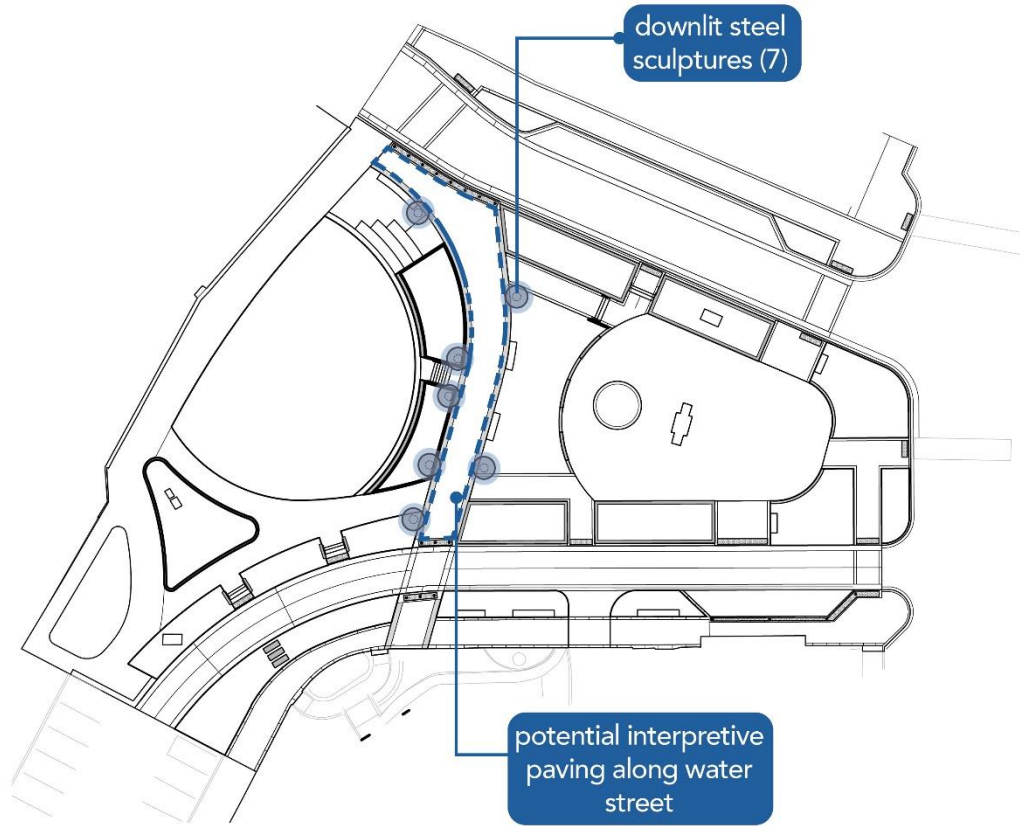 downlit steel
sculptures (7)
potential interpretive
paving along water
street